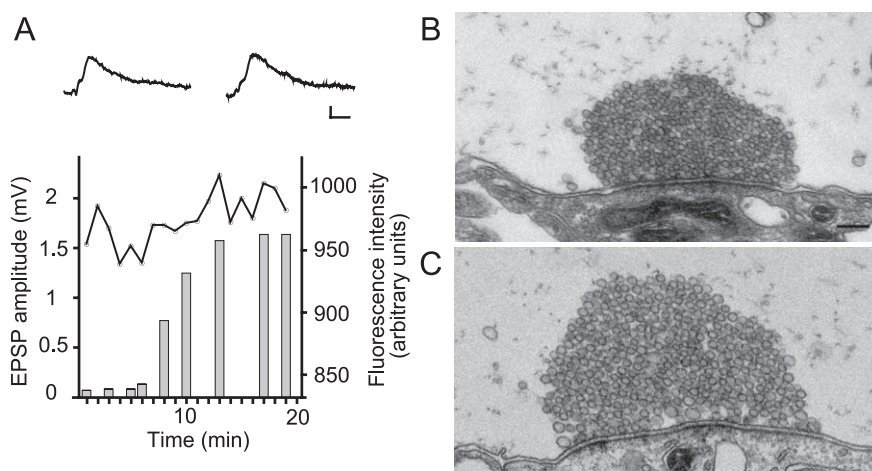 A
B
C
EPSP amplitude (mV)
2
1.5
1
0.5
0
10
20
Time (min)
1000
950
900
850
Fluorescence intensity
(arbitrary units)